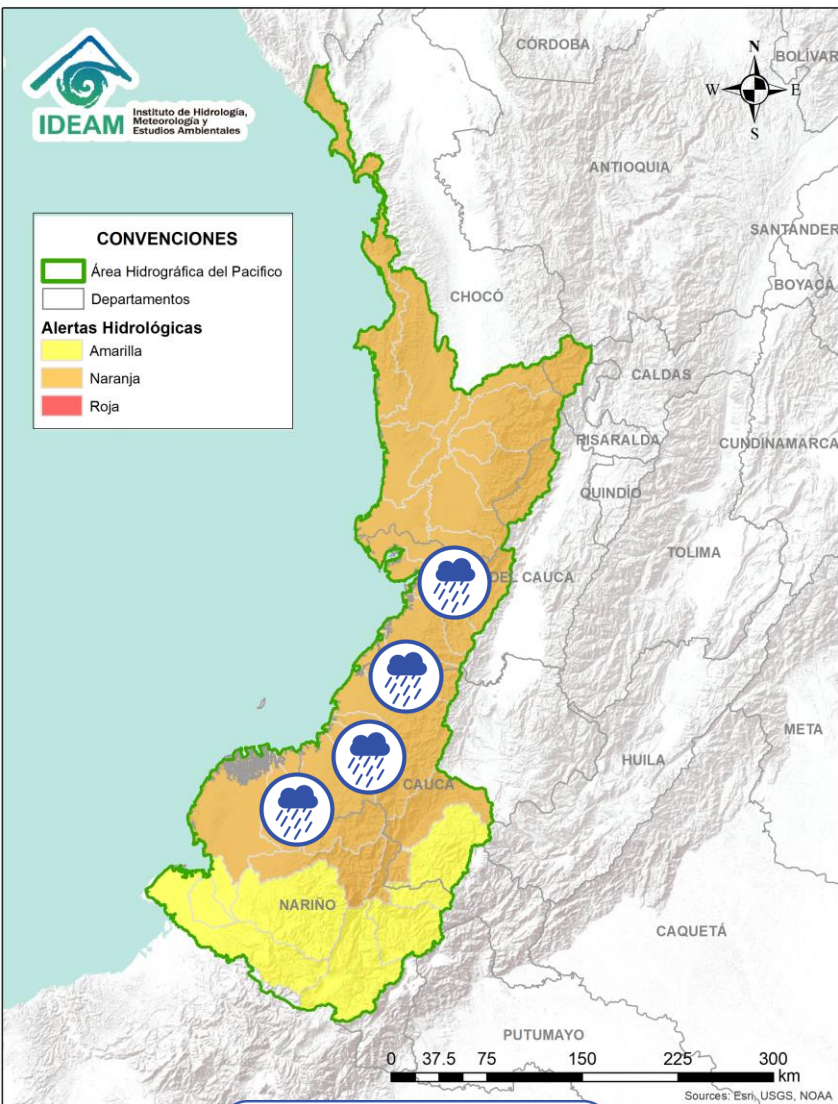 CÓRDOBA
BOLÍVAR
N
W
E
S
IDEAM
Instituto de Hidrología,
Meteorología y
Estudios Ambientales
ANTIOQUIA
SANTANDER
CONVENCIONES
Área Hidrográfica del Pacifico
Departamentos
Alertas Hidrológicas
Amarilla
Naranja
Roja
BOYACÁ
CHOCÓ
CALDAS
RISARALDA
CUNDINAMARCA
QUINDÍO
TOLIMA
DEL CAUCA
META
HUILA
CAUCA
NARIÑO
CAQUETÁ
PUTUMAYO
0 37.5 75 150 225 300
km
Sources: Esri, USGS, NOAA